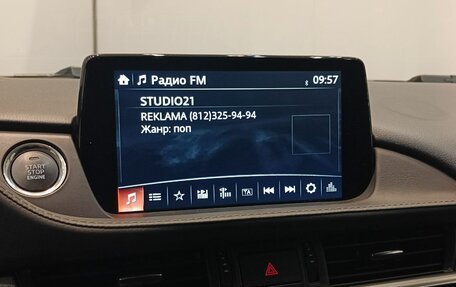 Радио FM
09:57
STUDIO21
REKLAMA (812)325-94-94
Жанр: поп
TA
START
STOP
ENGINE